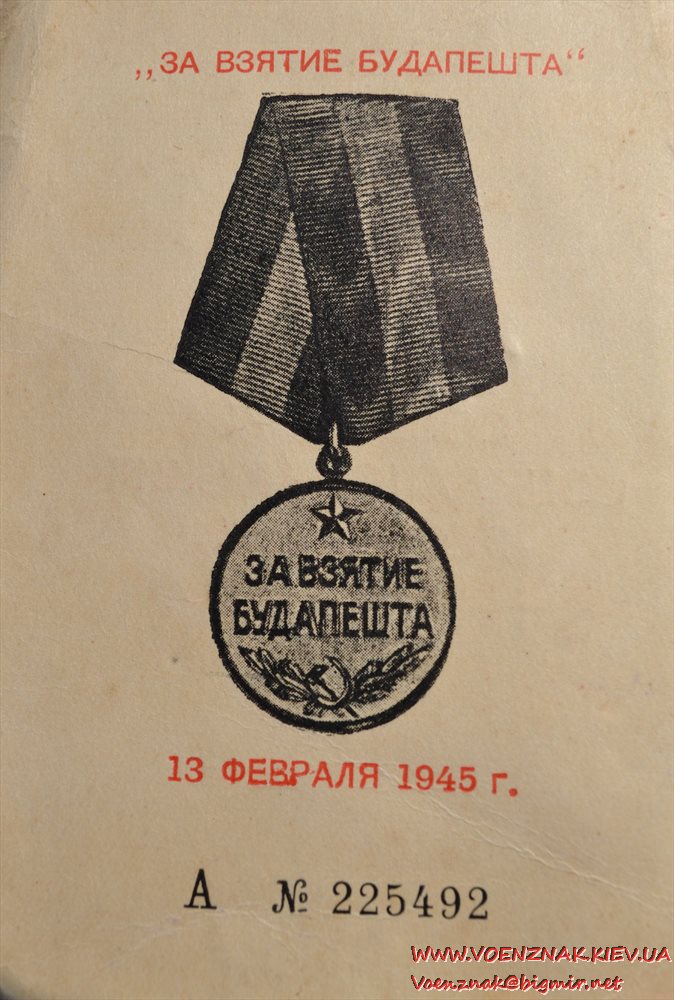 „ЗА ВЗЯТИЕ БУДАПЕШТА“
ЗА ВЗЯТИЕ
БУДАПЕШТА
13 ФЕВРАЛЯ 1945 г.
А № 225492
WWW.VOENZNAK.KIEV.UA
Voenznak@bigmir.net